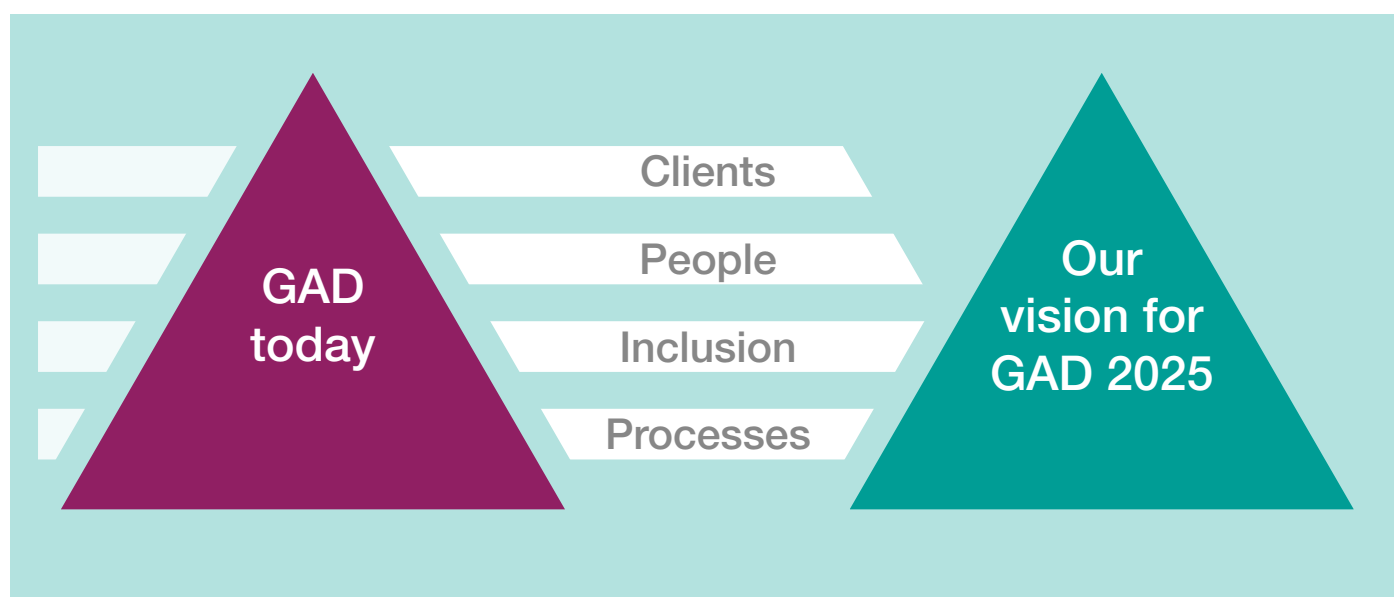 GAD
today
Clients
People
Inclusion
Processes
Our
vision for
GAD 2025